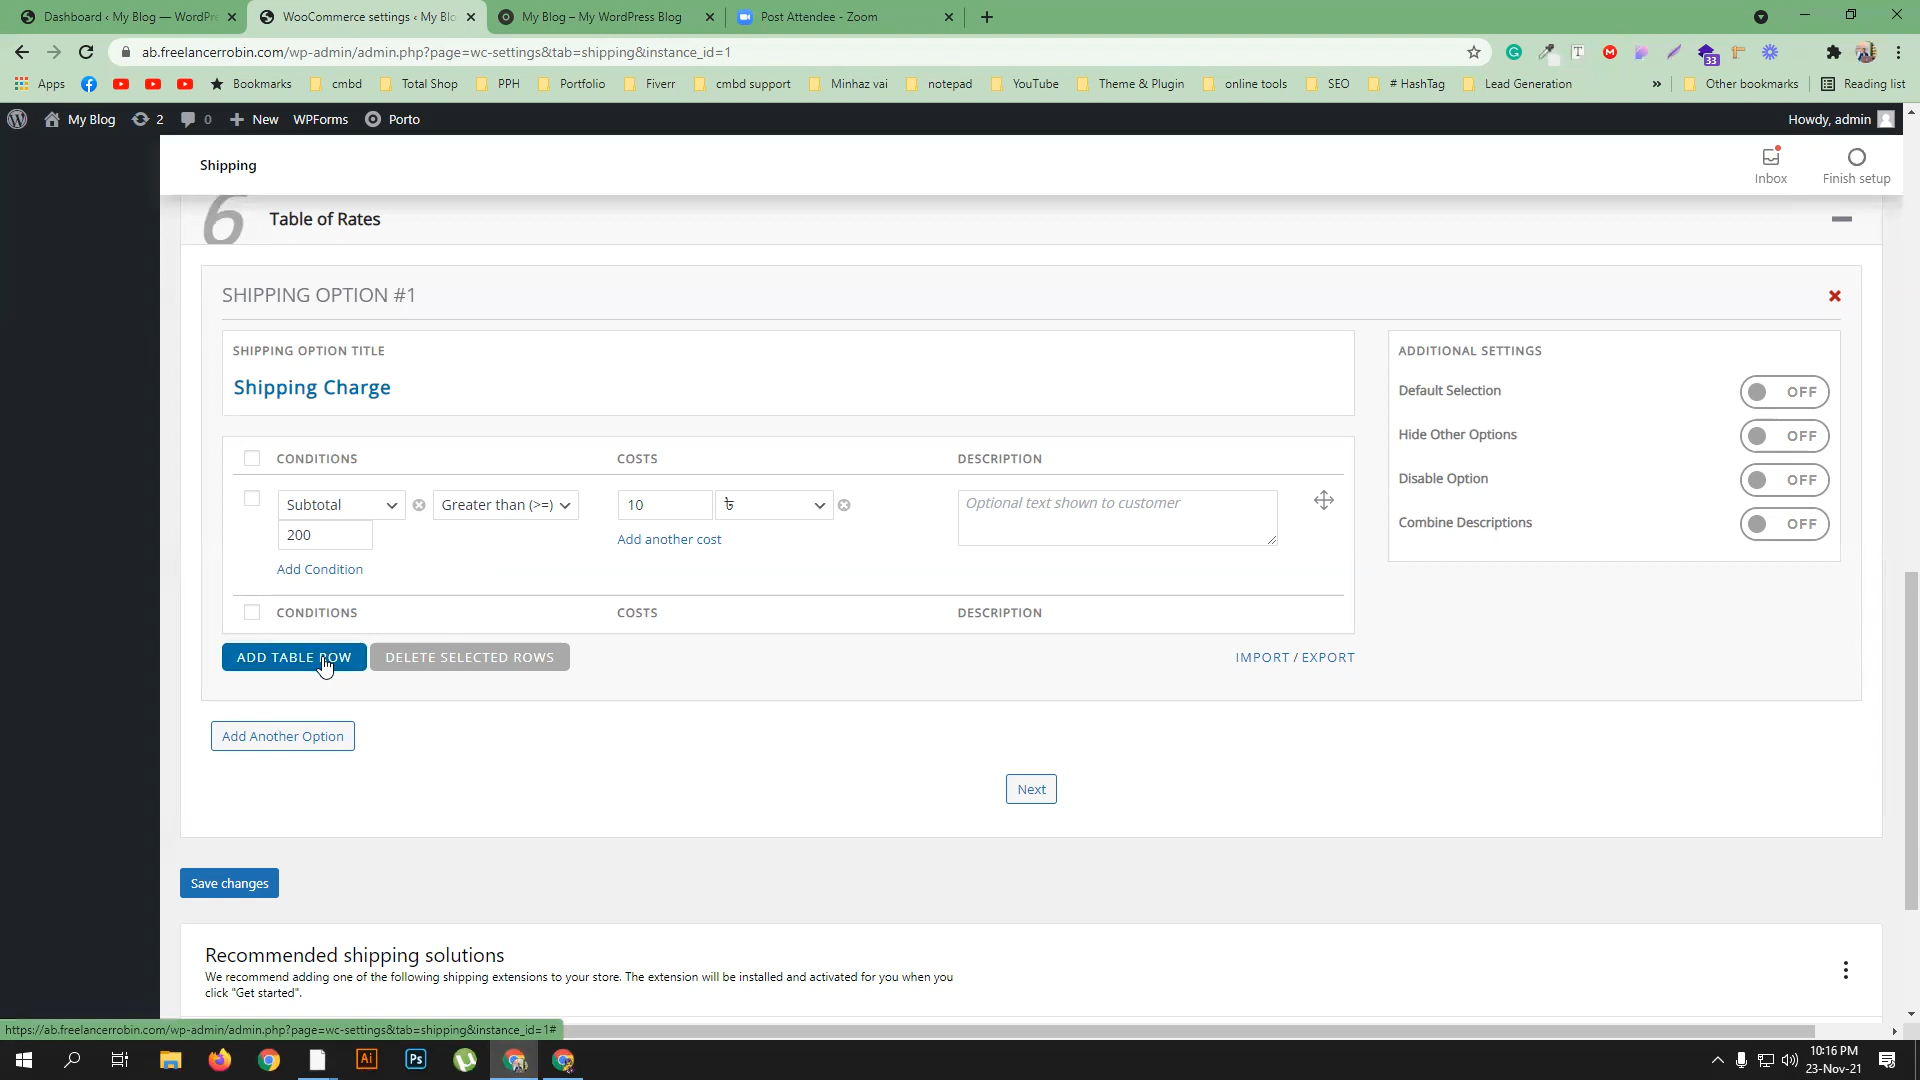 Dashboard ‹ My Blog — WordPre
WooCommerce settings ‹ My Blo
My Blog – My WordPress Blog
Post Attendee - Zoom
ab.freelancerrobin.com/wp-admin/admin.php?page=wc-settings&tab=shipping&instance_id=1
33
Apps
Bookmarks
cmbd
Total Shop
PPH
Portfolio
Fiverr
cmbd support
Minhaz vai
notepad
YouTube
Theme & Plugin
online tools
SEO
# HashTag
Lead Generation
»
Other bookmarks
Reading list
My Blog
2
0
New
WPForms
Porto
Howdy, admin
Shipping
Inbox
Finish setup
6
Table of Rates
SHIPPING OPTION #1
SHIPPING OPTION TITLE
Shipping Charge
ADDITIONAL SETTINGS
Default Selection
OFF
Hide Other Options
OFF
Disable Option
OFF
Combine Descriptions
OFF
CONDITIONS
COSTS
DESCRIPTION
Subtotal
Greater than (>=)
10
৳
Optional text shown to customer
200
Add another cost
Add Condition
CONDITIONS
COSTS
DESCRIPTION
ADD TABLE ROW
DELETE SELECTED ROWS
IMPORT / EXPORT
Add Another Option
Next
Save changes
Recommended shipping solutions
We recommend adding one of the following shipping extensions to your store. The extension will be installed and activated for you when you
click "Get started".
https://ab.freelancerrobin.com/wp-admin/admin.php?page=wc-settings&tab=shipping&instance_id=1#
Ai
Ps
10:16 PM
23-Nov-21